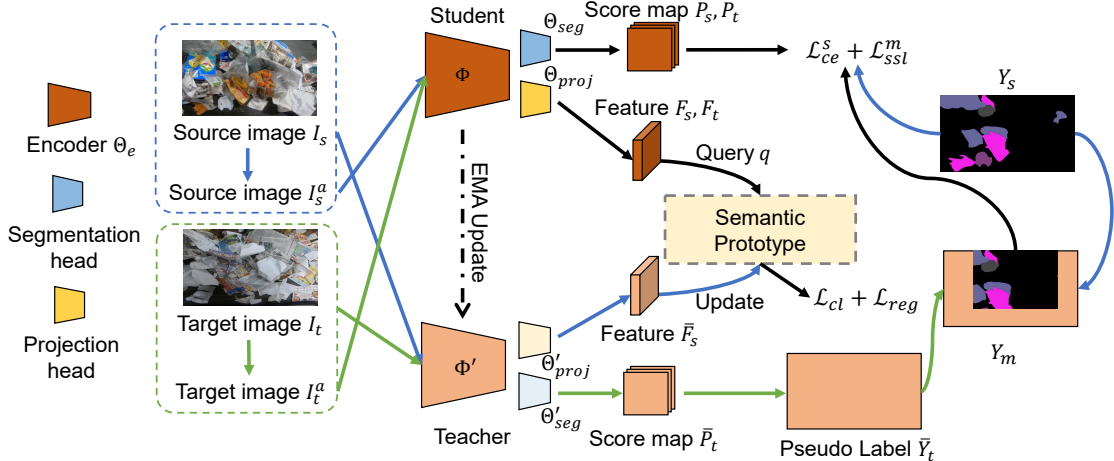 Student
Θ_seg
Score map P_s, P_t
ℒ^s_ce + ℒ^m_ssl
Φ
Θ_proj
Y_s
Encoder Θ_e
Source image I_s
Feature F_s, F_t
Source image I^a_s
Query q
EMA Update
Semantic
Prototype
Segmentation
head
Update
ℒ_cl + ℒ_reg
Target image I_t
Feature F̄_s
Projection
head
Φ′
Θ′_proj
Y_m
Target image I^a_t
Θ′_seg
Teacher
Score map P̄_t
Pseudo Label Ȳ_t